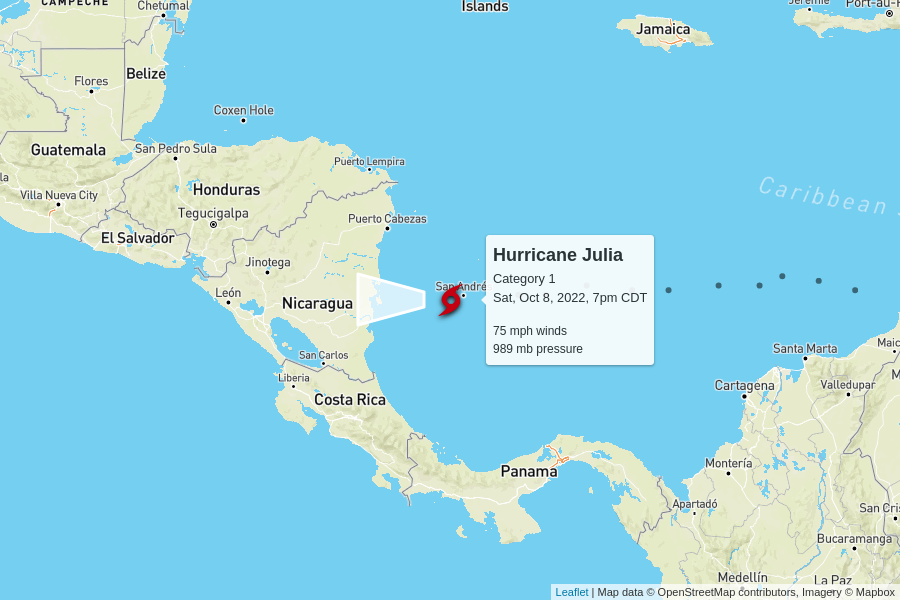 CAMPECHE
Chetumal
Islands
Jérémie
Port-au-
Jamaica
Flores
Belize
Coxen Hole
Guatemala
San Pedro Sula
Puerto Lempira
la
Villa Nueva City
Honduras
Caribbean
Tegucigalpa
Puerto Cabezas
El Salvador
Hurricane Julia
Category 1
Sat, Oct 8, 2022, 7pm CDT
75 mph winds
989 mb pressure
Jinotega
San André
León
Nicaragua
San Carlos
Santa Marta
Maic
Liberia
Costa Rica
Cartagena
Valledupar
M
Panama
Montería
Apartadó
San Cris
Bucaramanga
Medellín
La Paz
Leaflet | Map data © OpenStreetMap contributors, Imagery © Mapbox